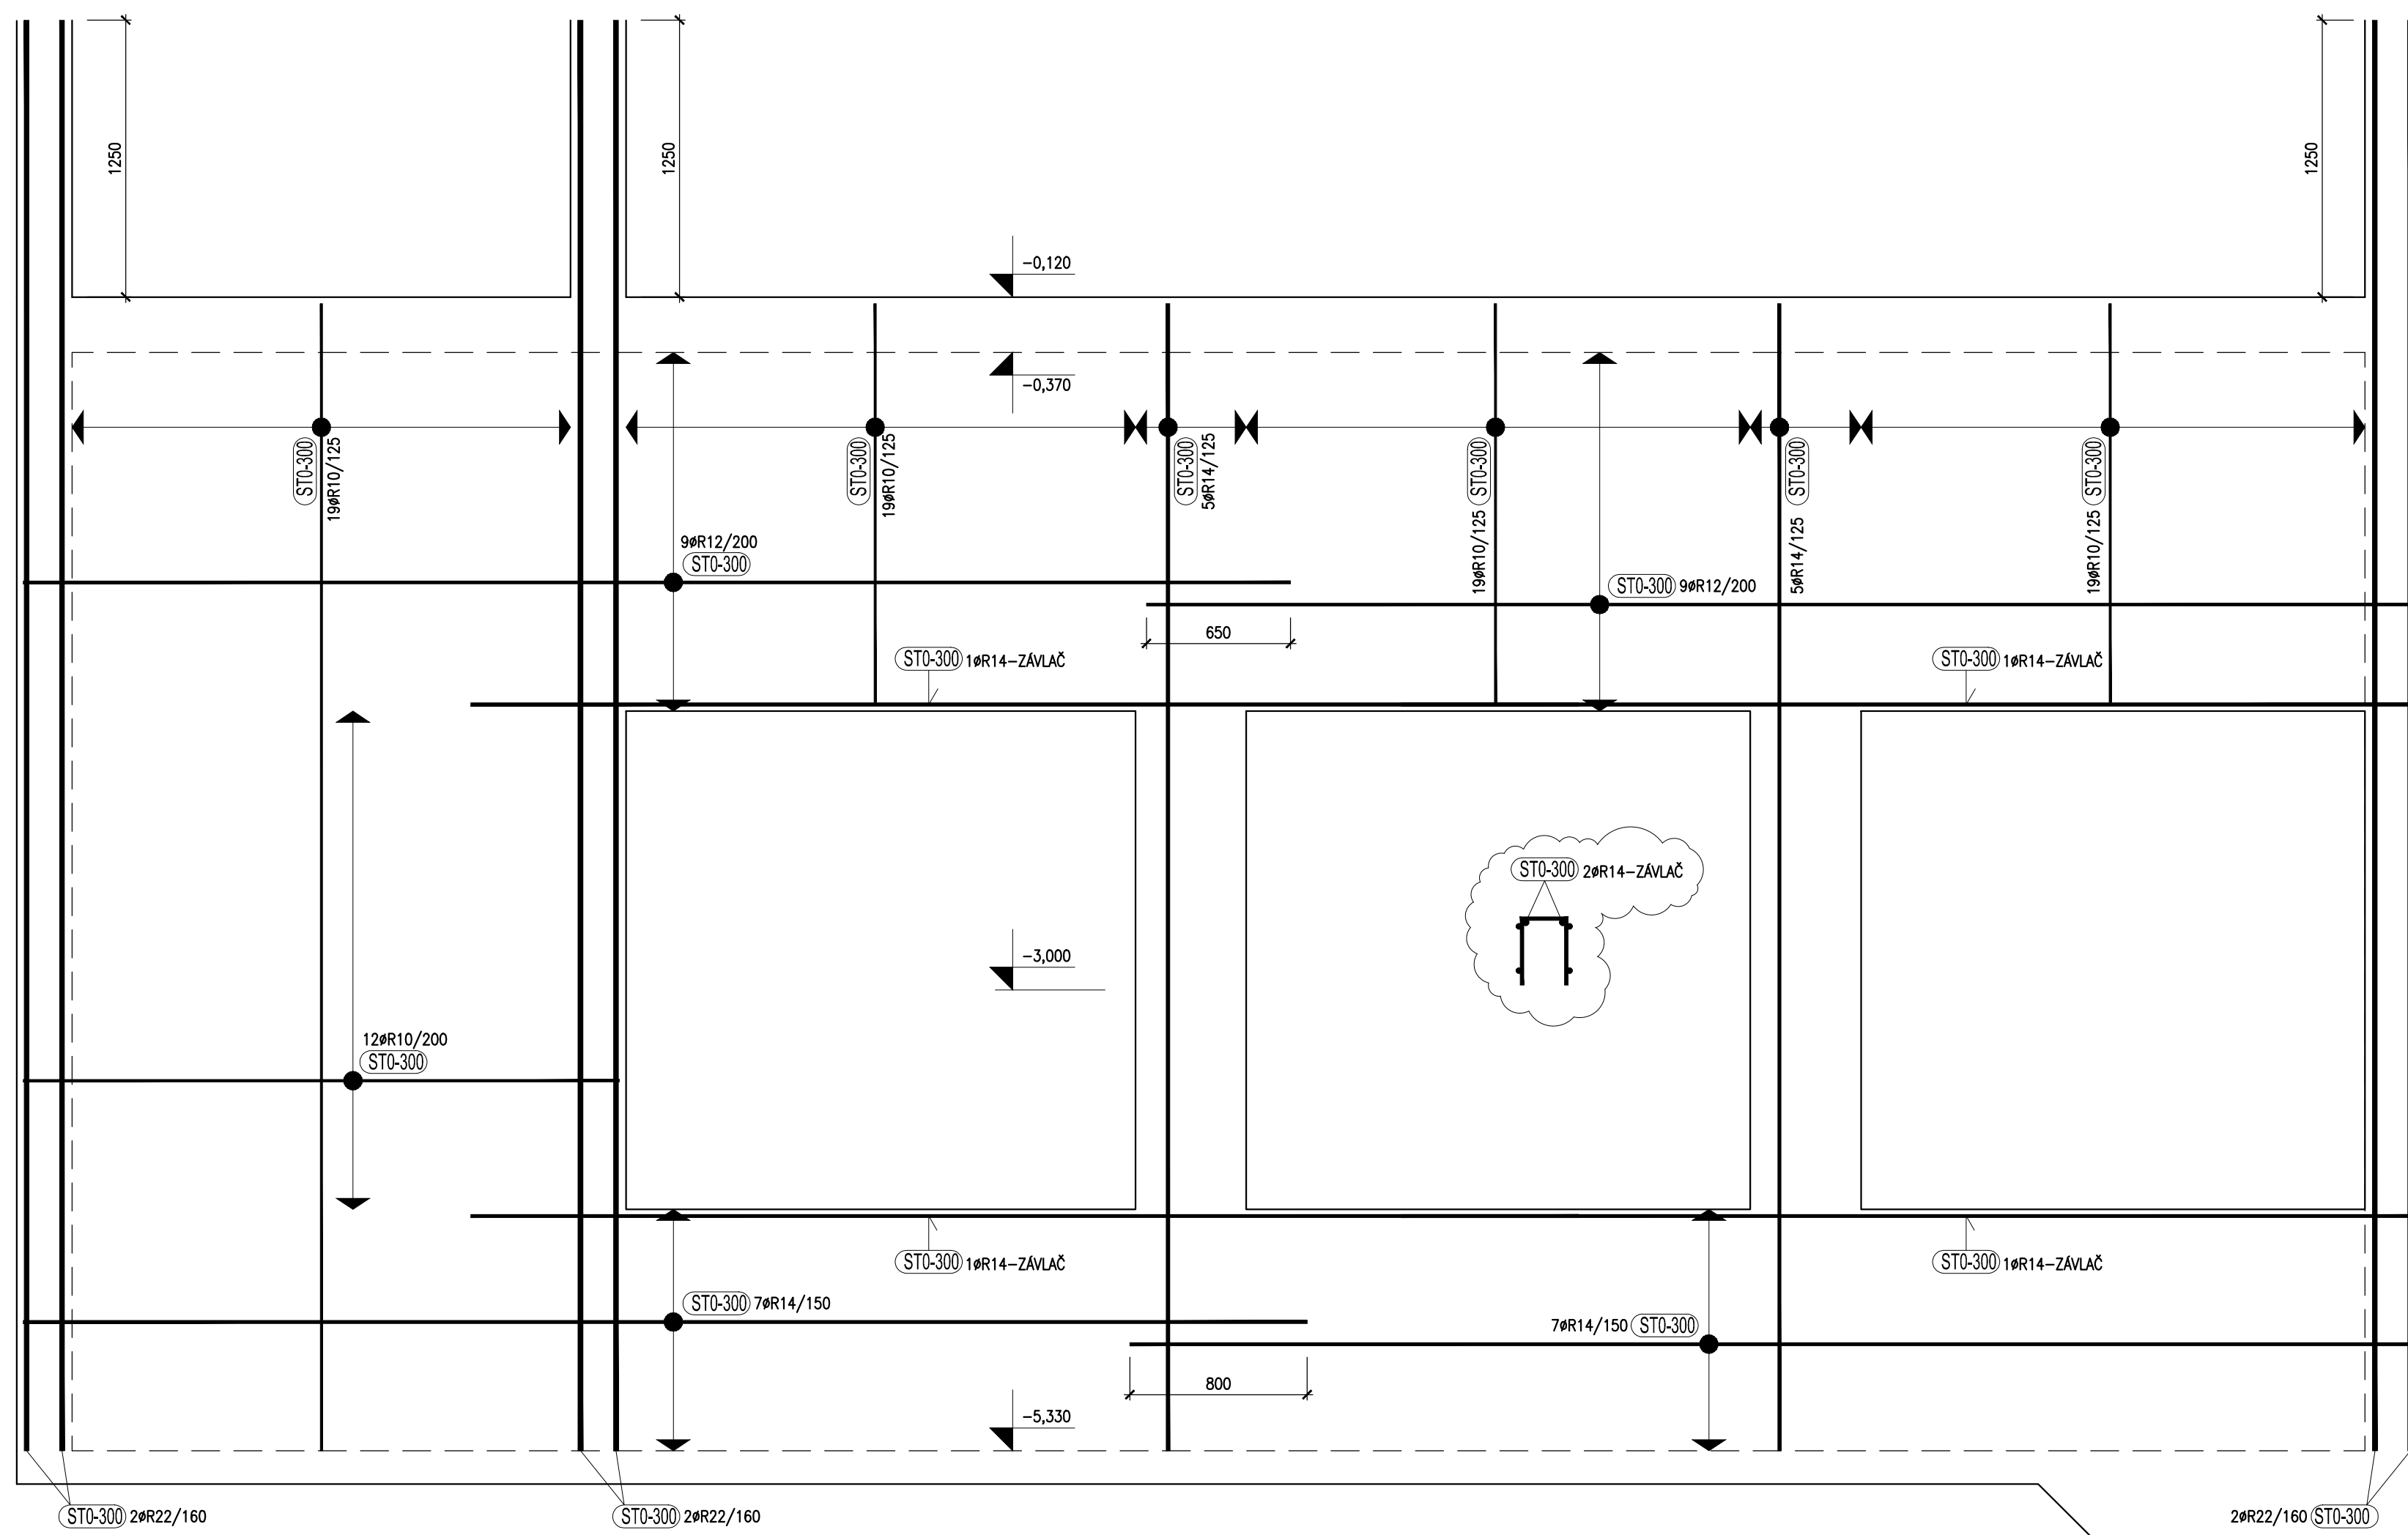 1250
1250
1250
-0,120
-0,370
ST0-300
19øR10/125
ST0-300
19øR10/125
ST0-300
5øR14/125
ST0-300
19øR10/125
ST0-300
5øR14/125
ST0-300
19øR10/125
9øR12/200
ST0-300
ST0-300 9øR12/200
650
ST0-300 1øR14-ZÁVLAČ
ST0-300 1øR14-ZÁVLAČ
ST0-300 2øR14-ZÁVLAČ
-3,000
12øR10/200
ST0-300
ST0-300 1øR14-ZÁVLAČ
ST0-300 1øR14-ZÁVLAČ
ST0-300 7øR14/150
7øR14/150 ST0-300
800
-5,330
ST0-300 2øR22/160
ST0-300 2øR22/160
2øR22/160 ST0-300